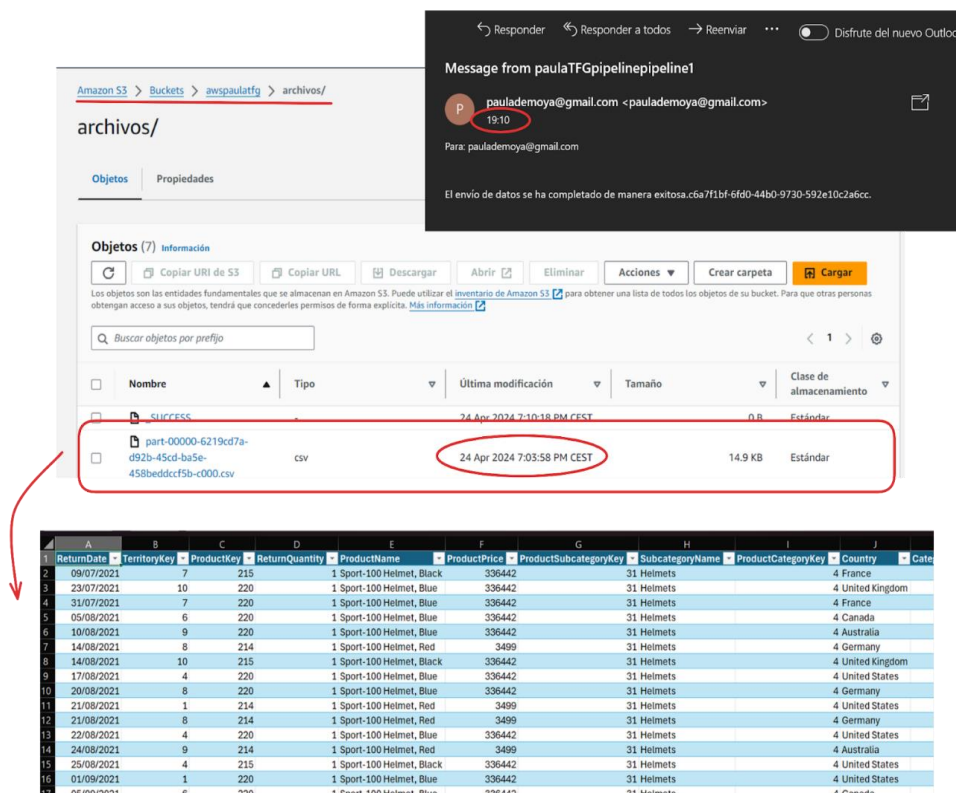 Responder Responder a todos Reenviar ... Disfrute del nuevo Outloo
Message from paulaTFGpipelinepipeline1
P
paulademoya@gmail.com <paulademoya@gmail.com>
19:10
Para: paulademoya@gmail.com
El envío de datos se ha completado de manera exitosa.c6a7f1bf-6fd0-44b0-9730-592e10c2a6cc.
Amazon S3 > Buckets > awspaulatfg > archivos/
archivos/
Objetos Propiedades
Objetos (7) Información
Copiar URI de S3 Copiar URL Descargar Abrir Eliminar Acciones Crear carpeta Cargar
Los objetos son las entidades fundamentales que se almacenan en Amazon S3. Puede utilizar el inventario de Amazon S3 para obtener una lista de todos los objetos de su bucket. Para que otras personas
obtengan acceso a sus objetos, tendrá que concederles permisos de forma explícita. Más información
Buscar objetos por prefijo
< 1 >
Nombre Tipo Última modificación Tamaño Clase de
almacenamiento
_SUCCESS - 24 Apr 2024 7:10:18 PM CEST 0 B Estándar
part-00000-6219cd7a-
d92b-45cd-ba5e- csv 24 Apr 2024 7:03:58 PM CEST 14.9 KB Estándar
458beddccf5b-c000.csv
A B C D E F G H I J
1 ReturnDate TerritoryKey ProductKey ReturnQuantity ProductName ProductPrice ProductSubcategoryKey SubcategoryName ProductCategoryKey Country Cate
2 09/07/2021 7 215 1 Sport-100 Helmet, Black 336442 31 Helmets 4 France
3 23/07/2021 10 220 1 Sport-100 Helmet, Blue 336442 31 Helmets 4 United Kingdom
4 31/07/2021 7 220 1 Sport-100 Helmet, Blue 336442 31 Helmets 4 France
5 05/08/2021 6 220 1 Sport-100 Helmet, Blue 336442 31 Helmets 4 Canada
6 10/08/2021 9 220 1 Sport-100 Helmet, Blue 336442 31 Helmets 4 Australia
7 14/08/2021 8 214 1 Sport-100 Helmet, Red 3499 31 Helmets 4 Germany
8 14/08/2021 10 215 1 Sport-100 Helmet, Black 336442 31 Helmets 4 United Kingdom
9 17/08/2021 4 220 1 Sport-100 Helmet, Blue 336442 31 Helmets 4 United States
10 20/08/2021 8 220 1 Sport-100 Helmet, Blue 336442 31 Helmets 4 Germany
11 21/08/2021 1 214 1 Sport-100 Helmet, Red 3499 31 Helmets 4 United States
12 21/08/2021 8 214 1 Sport-100 Helmet, Red 3499 31 Helmets 4 Germany
13 22/08/2021 4 220 1 Sport-100 Helmet, Blue 336442 31 Helmets 4 United States
14 24/08/2021 9 214 1 Sport-100 Helmet, Red 3499 31 Helmets 4 Australia
15 25/08/2021 4 215 1 Sport-100 Helmet, Black 336442 31 Helmets 4 United States
16 01/09/2021 1 220 1 Sport-100 Helmet, Blue 336442 31 Helmets 4 United States
17 05/09/2021 6 220 1 Sport-100 Helmet, Blue 336442 31 Helmets 4 Canada